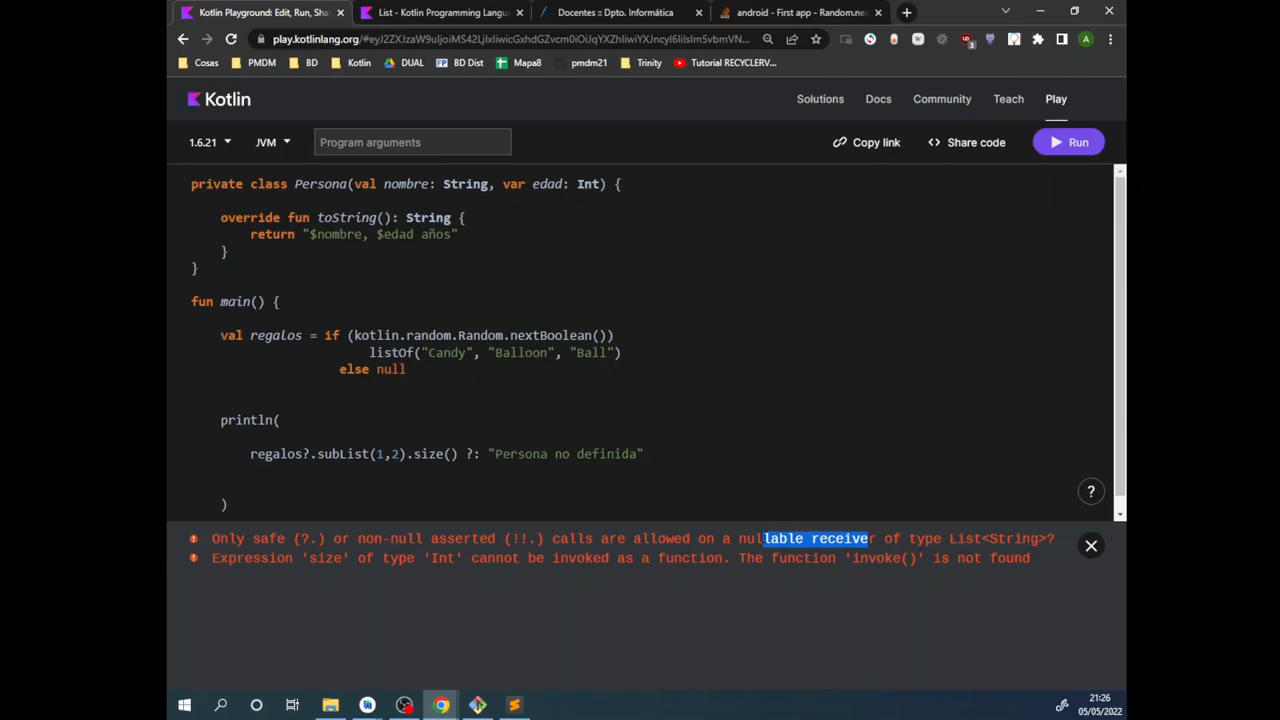 Kotlin Playground: Edit, Run, Sha
List - Kotlin Programming Langu
Docentes :: Dpto. Informática
android - First app - Random.ne
Cosas
PMDM
BD
Kotlin
DUAL
BD Dist
Mapa8
pmdm21
Trinity
Tutorial RECYCLERV...
Kotlin
Solutions
Docs
Community
Teach
Play
1.6.21
JVM
Program arguments
Copy link
Share code
Run
private class Persona(val nombre: String, var edad: Int) {
override fun toString(): String {
return "$nombre, $edad años"
}
}
fun main() {
val regalos = if (kotlin.random.Random.nextBoolean())
listOf("Candy", "Balloon", "Ball")
else null
println(
regalos?.subList(1,2).size() ?: "Persona no definida"
)
?
Only safe (?.) or non-null asserted (!!.) calls are allowed on a nullable receiver of type List<String>?
Expression 'size' of type 'Int' cannot be invoked as a function. The function 'invoke()' is not found
21:26
05/05/2022